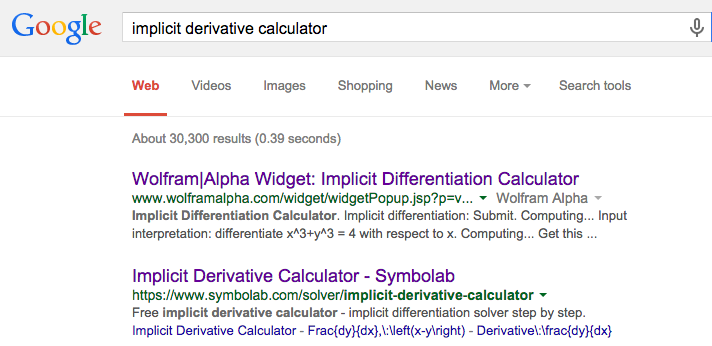 Google
implicit derivative calculator
Web Videos Images Shopping News More Search tools
About 30,300 results (0.39 seconds)
Wolfram|Alpha Widget: Implicit Differentiation Calculator
www.wolframalpha.com/widget/widgetPopup.jsp?p=v... Wolfram Alpha
Implicit Differentiation Calculator. Implicit differentiation: Submit. Computing... Input
interpretation: differentiate x^3+y^3 = 4 with respect to x. Computing... Get this ...
Implicit Derivative Calculator - Symbolab
https://www.symbolab.com/solver/implicit-derivative-calculator
Free implicit derivative calculator - implicit differentiation solver step by step.
Implicit Derivative Calculator - Frac{dy}{dx},\:\left(x-y\right) - Derivative\:\frac{dy}{dx}